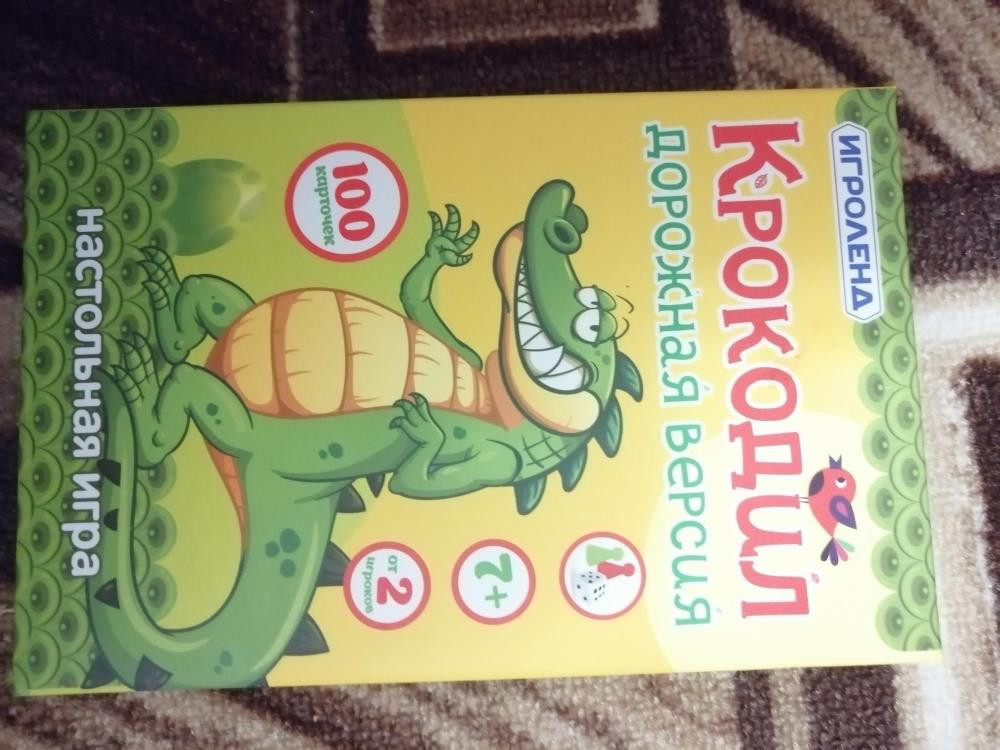 ИГРОЛЕНД
Крокодил
дорожная версия
7+
от 2
игроков
100
карточек
настольная игра